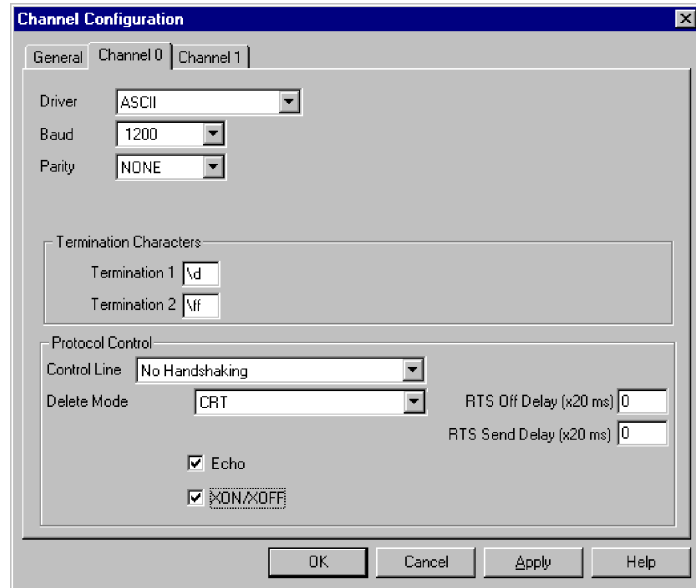 Channel Configuration
General Channel 0 Channel 1
Driver ASCII
Baud 1200
Parity NONE
Termination Characters
Termination 1 \d
Termination 2 \ff
Protocol Control
Control Line No Handshaking
Delete Mode CRT RTS Off Delay (x20 ms) 0
RTS Send Delay (x20 ms) 0
Echo
XON/XOFF
OK Cancel Apply Help